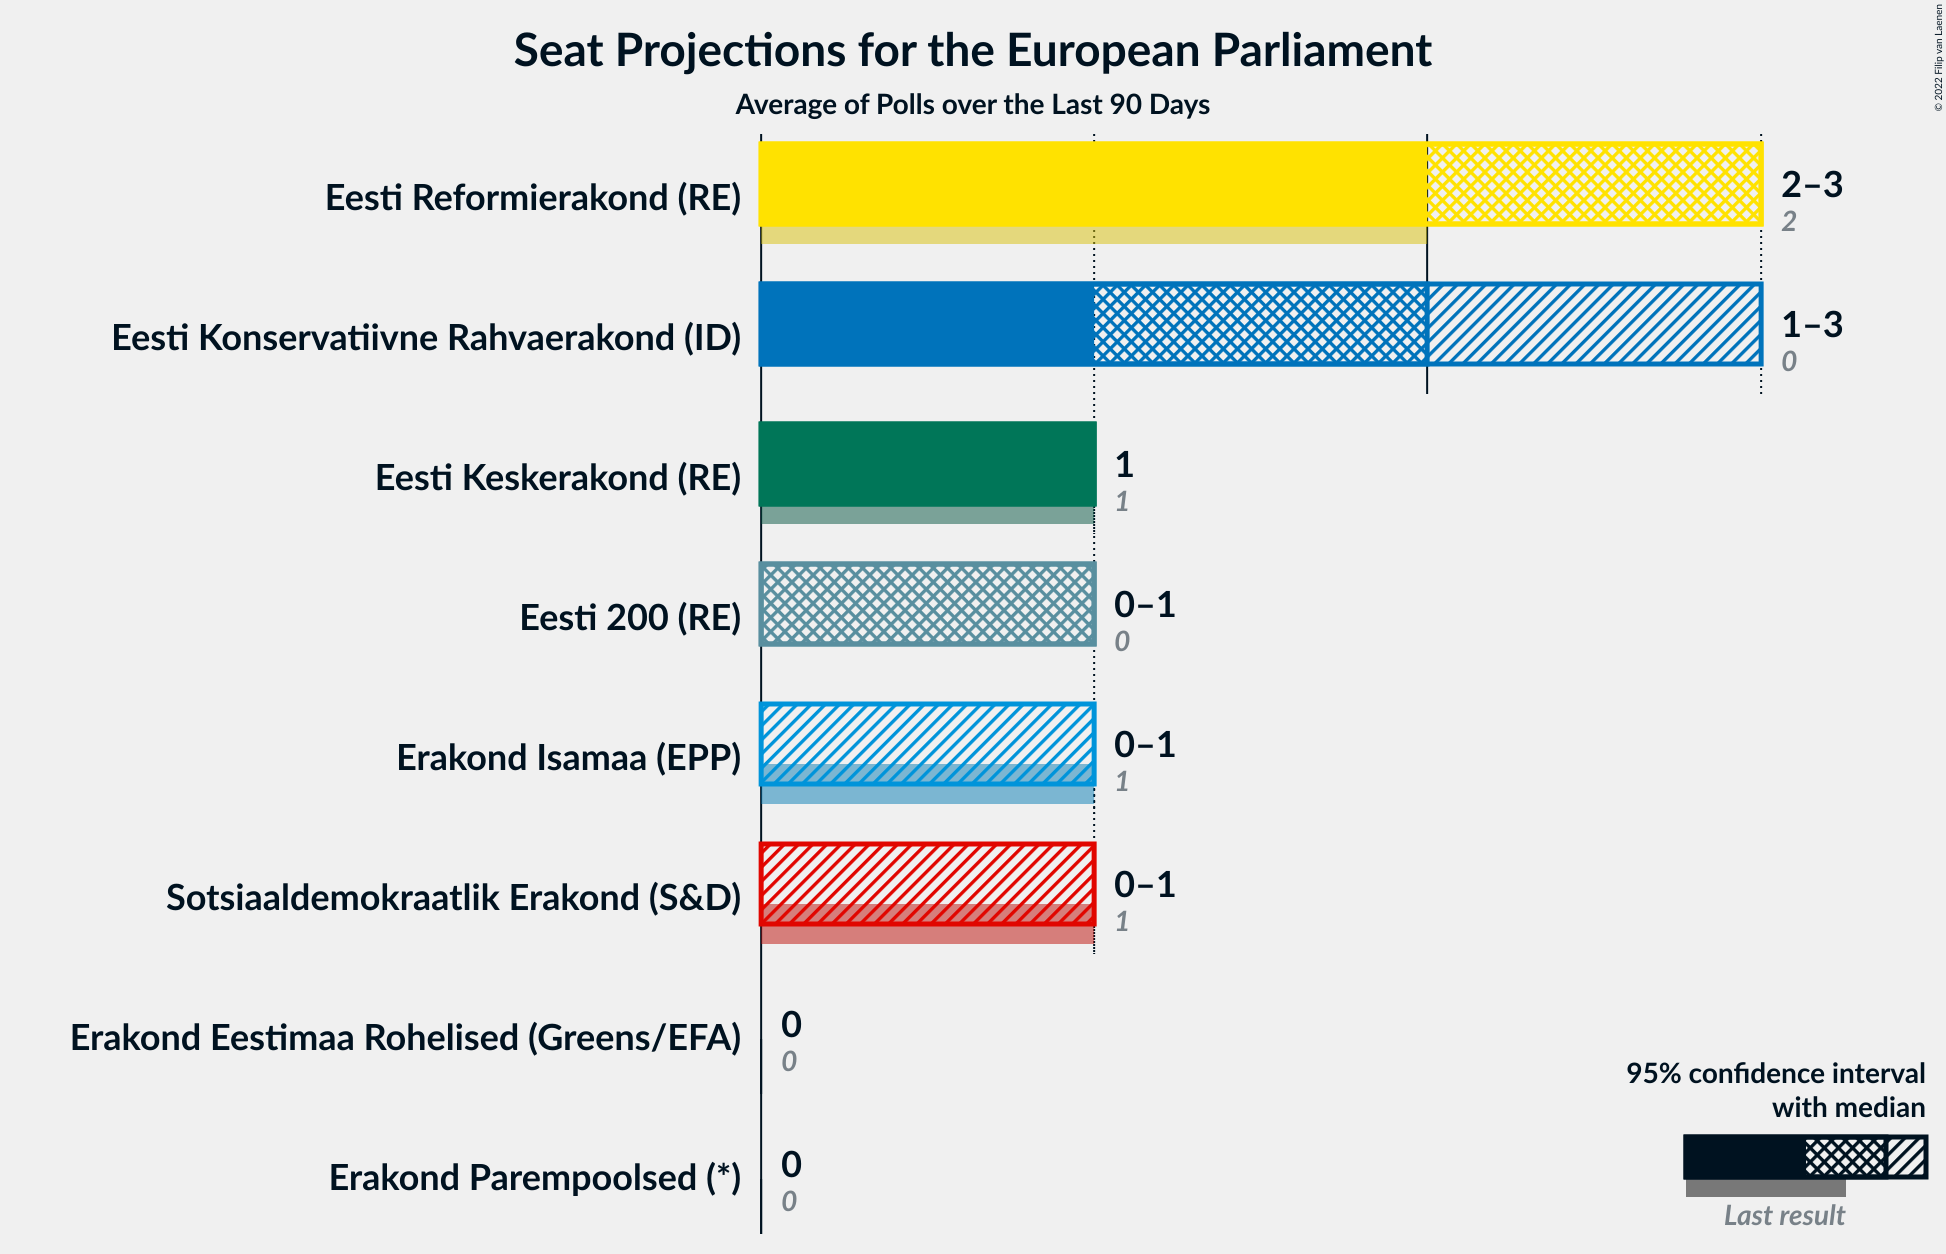 Seat Projections for the European Parliament
Average of Polls over the Last 90 Days
© 2022 Filip van Laenen
Eesti Reformierakond (RE)
2–3
2
Eesti Konservatiivne Rahvaerakond (ID)
1–3
0
Eesti Keskerakond (RE)
1
1
Eesti 200 (RE)
0–1
0
Erakond Isamaa (EPP)
0–1
1
Sotsiaaldemokraatlik Erakond (S&D)
0–1
1
Erakond Eestimaa Rohelised (Greens/EFA)
0
0
Erakond Parempoolsed (*)
0
0
95% confidence interval
with median
Last result